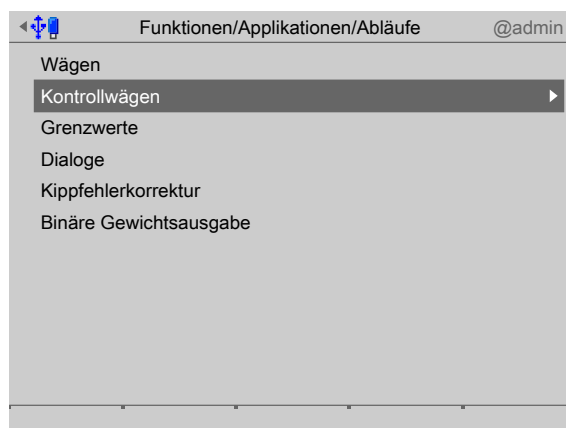 Funktionen/Applikationen/Abläufe @admin
Wägen
Kontrollwägen
Grenzwerte
Dialoge
Kippfehlerkorrektur
Binäre Gewichtsausgabe